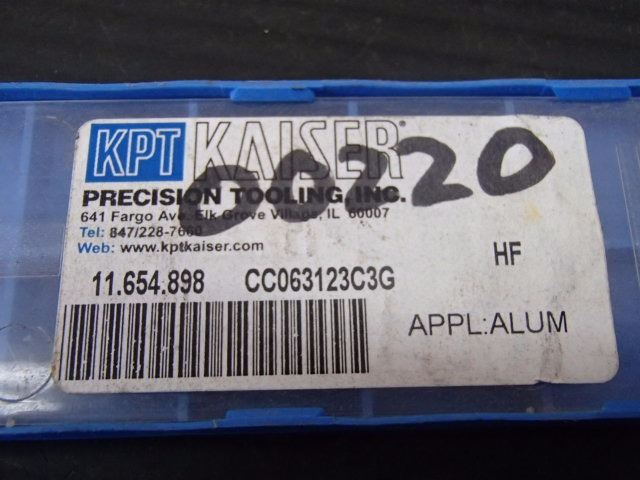 KPT KAISER®
00720
PRECISION TOOLING, INC.
641 Fargo Ave. Elk Grove Village, IL 60007
Tel: 847/228-7660
Web: www.kptkaiser.com
HF
11.654.898 CC063123C3G
APPL:ALUM